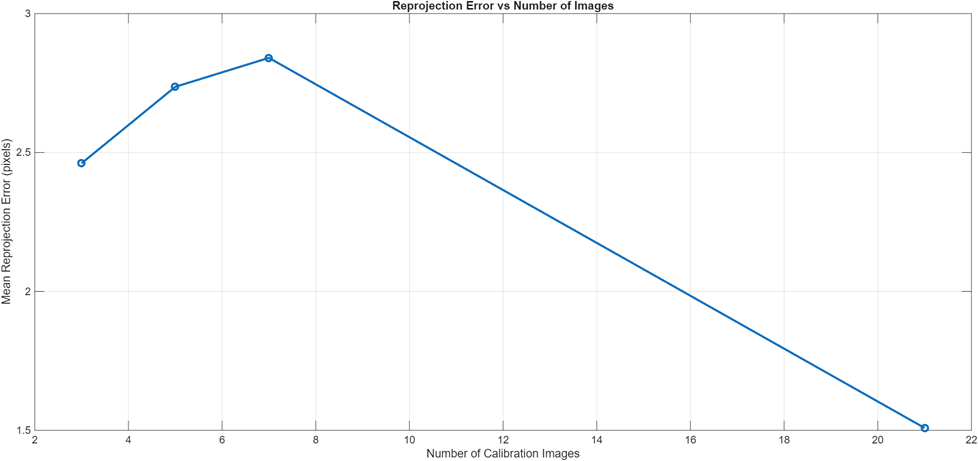 Reprojection Error vs Number of Images
3
2.5
2
1.5
Mean Reprojection Error (pixels)
2 4 6 8 10 12 14 16 18 20 22
Number of Calibration Images